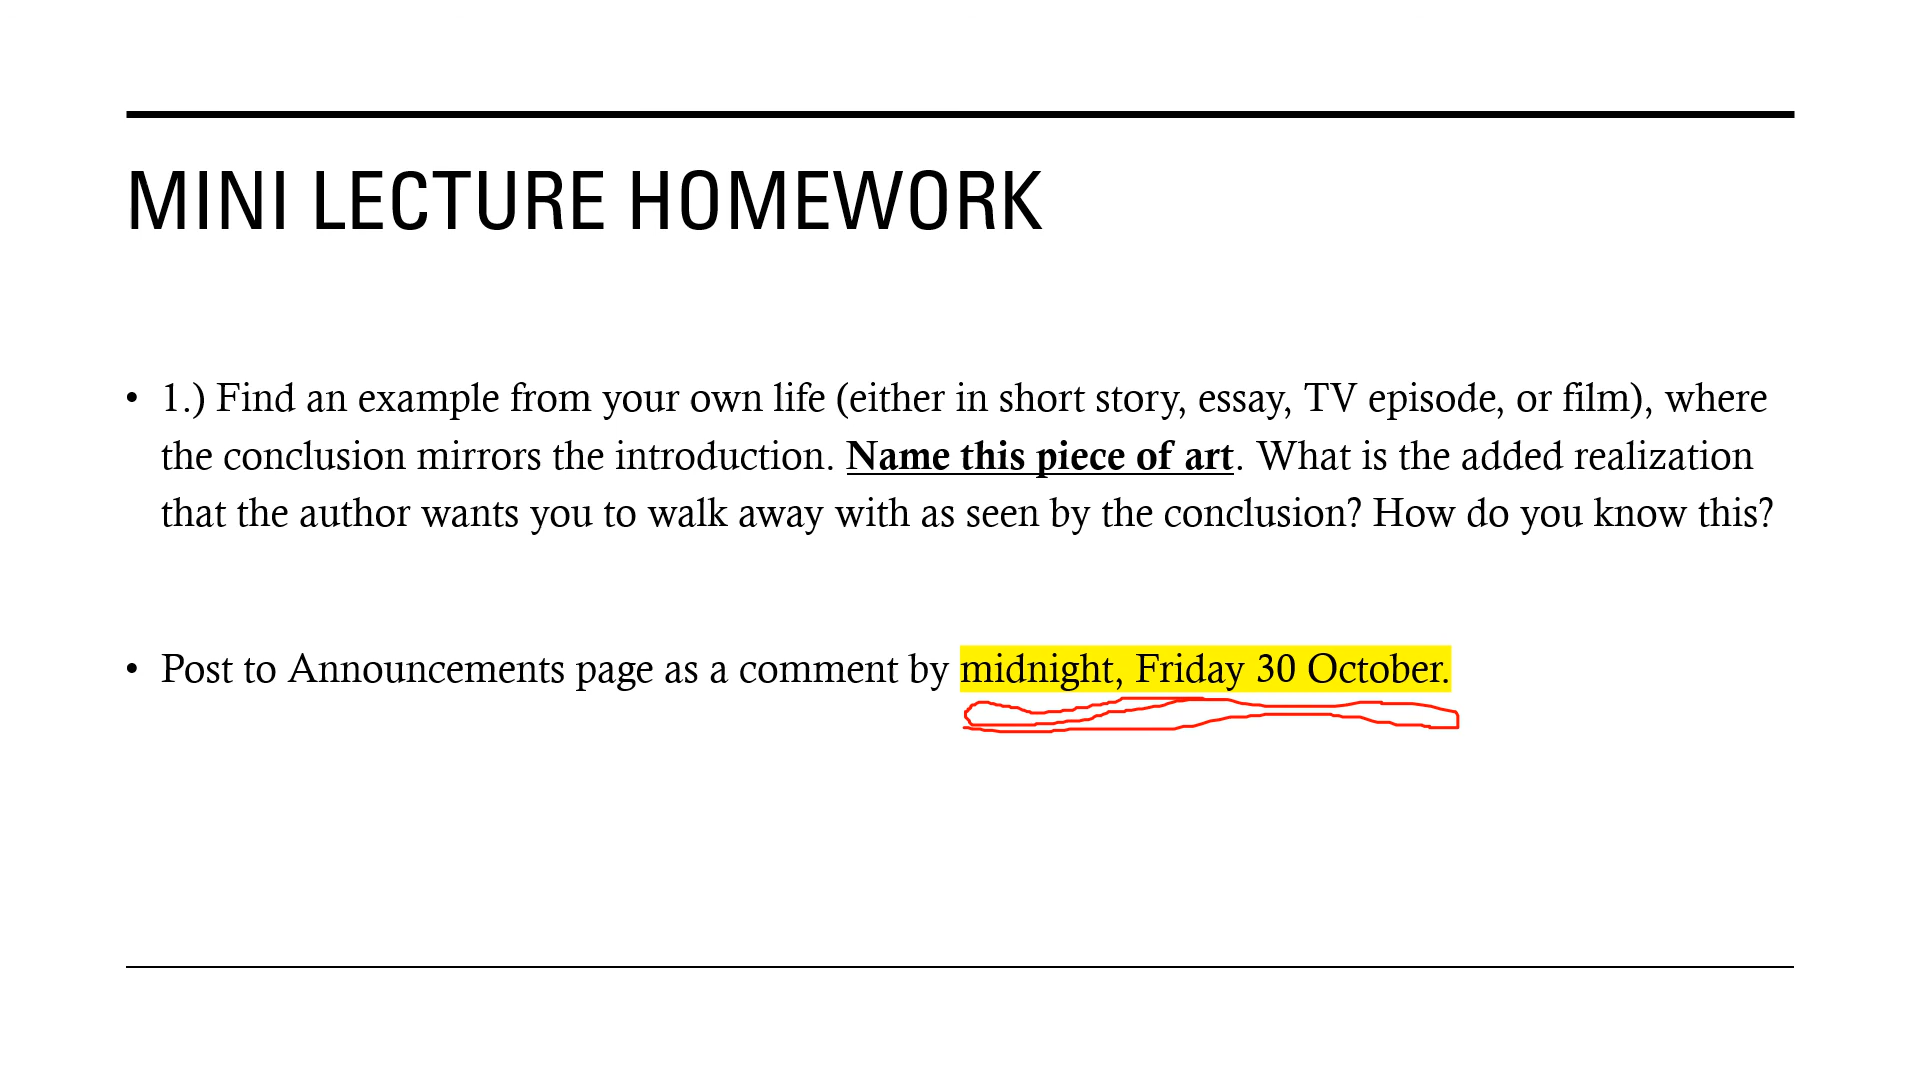 MINI LECTURE HOMEWORK
• 1.) Find an example from your own life (either in short story, essay, TV episode, or film), where
the conclusion mirrors the introduction. Name this piece of art. What is the added realization
that the author wants you to walk away with as seen by the conclusion? How do you know this?
• Post to Announcements page as a comment by midnight, Friday 30 October.